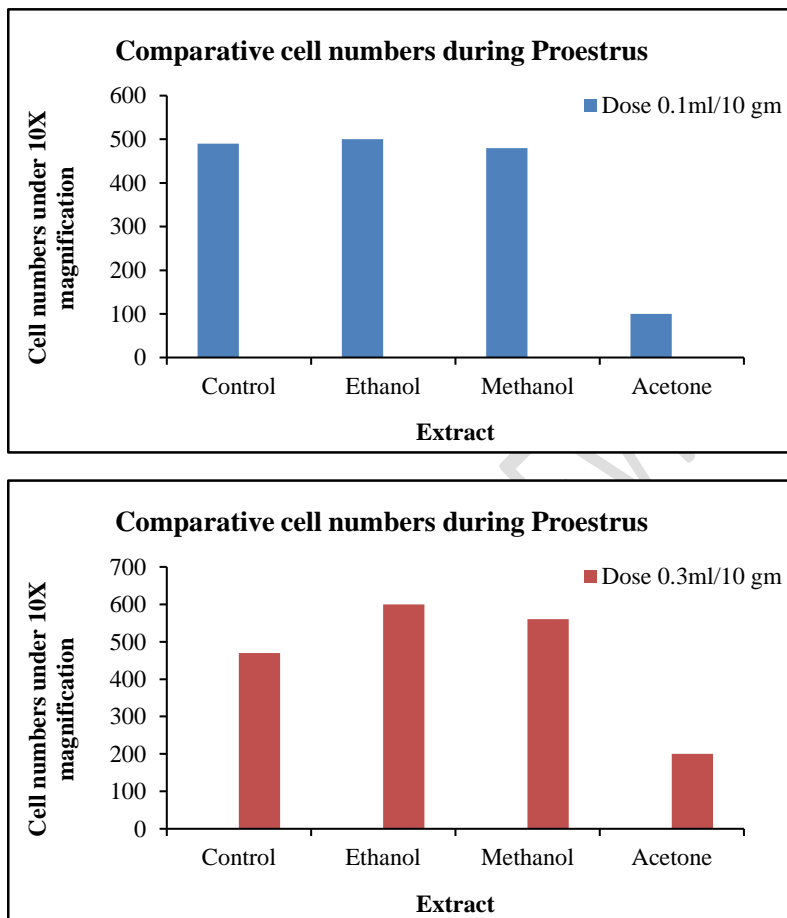 Comparative cell numbers during Proestrus
Dose 0.1ml/10 gm
Cell numbers under 10X
magnification
600
500
400
300
200
100
0
Control Ethanol Methanol Acetone
Extract
Comparative cell numbers during Proestrus
Dose 0.3ml/10 gm
Cell numbers under 10X
magnification
700
600
500
400
300
200
100
0
Control Ethanol Methanol Acetone
Extract